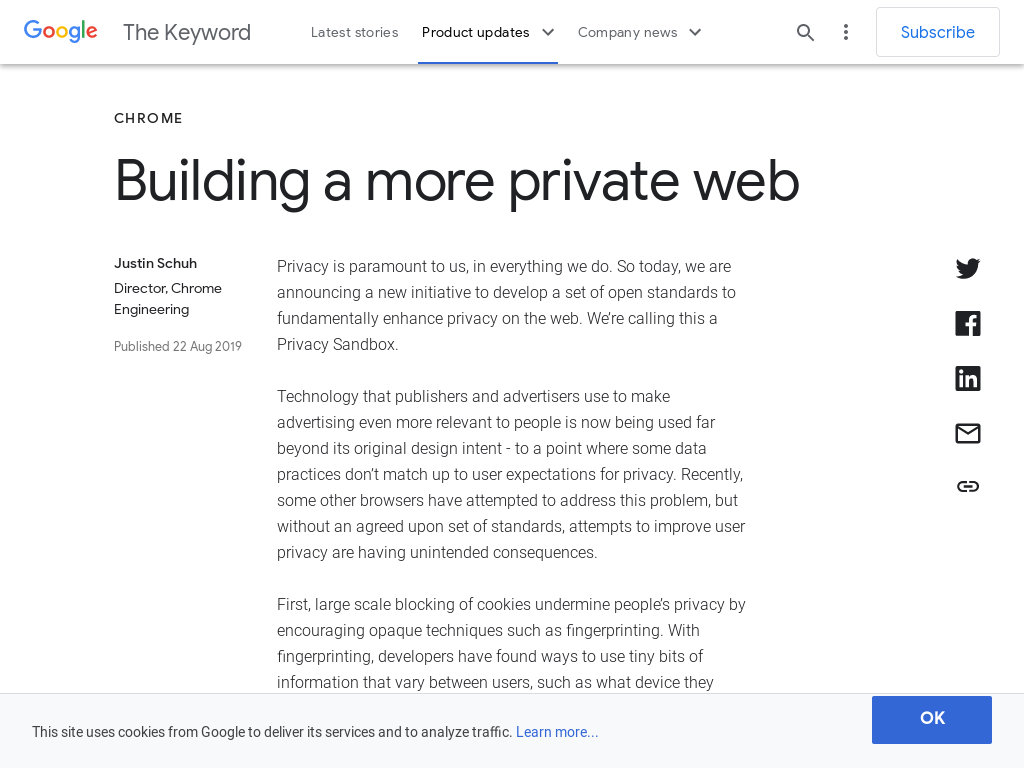 Google The Keyword Latest stories Product updates Company news Subscribe
CHROME
Building a more private web
Justin Schuh
Director, Chrome
Engineering
Published 22 Aug 2019
Privacy is paramount to us, in everything we do. So today, we are
announcing a new initiative to develop a set of open standards to
fundamentally enhance privacy on the web. We’re calling this a
Privacy Sandbox.
Technology that publishers and advertisers use to make
advertising even more relevant to people is now being used far
beyond its original design intent - to a point where some data
practices don’t match up to user expectations for privacy. Recently,
some other browsers have attempted to address this problem, but
without an agreed upon set of standards, attempts to improve user
privacy are having unintended consequences.
First, large scale blocking of cookies undermine people’s privacy by
encouraging opaque techniques such as fingerprinting. With
fingerprinting, developers have found ways to use tiny bits of
information that vary between users, such as what device they
This site uses cookies from Google to deliver its services and to analyze traffic. Learn more...
OK